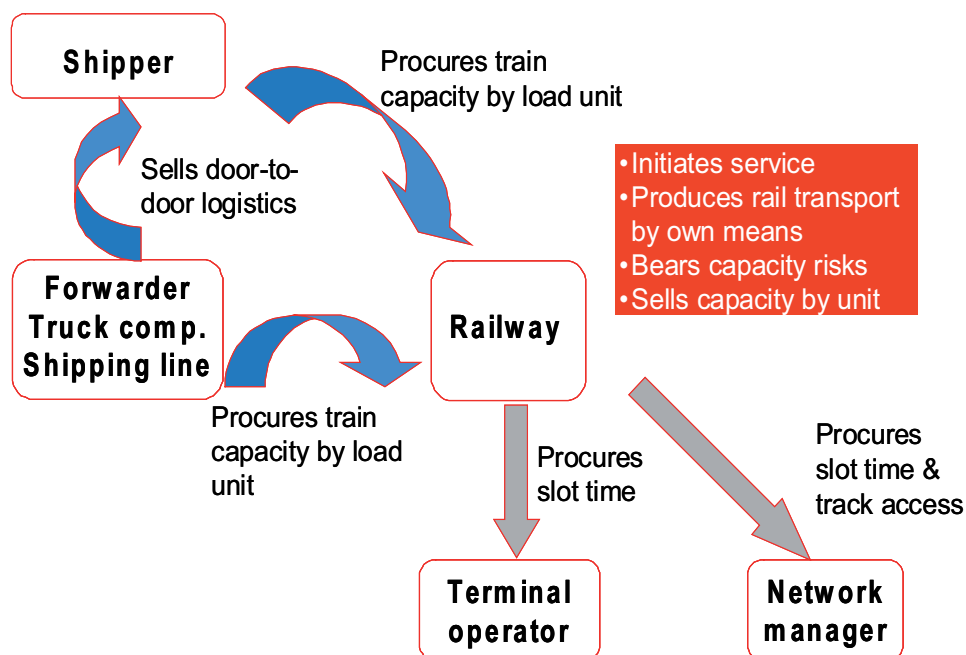 Shipper
Procures train
capacity by load unit
Sells door-to-
door logistics
•Initiates service
•Produces rail transport
by own means
•Bears capacity risks
•Sells capacity by unit
Forwarder
Truck comp.
Shipping line
Railway
Procures train
capacity by load
unit
Procures
slot time
Procures
slot time &
track access
Terminal
operator
Network
manager